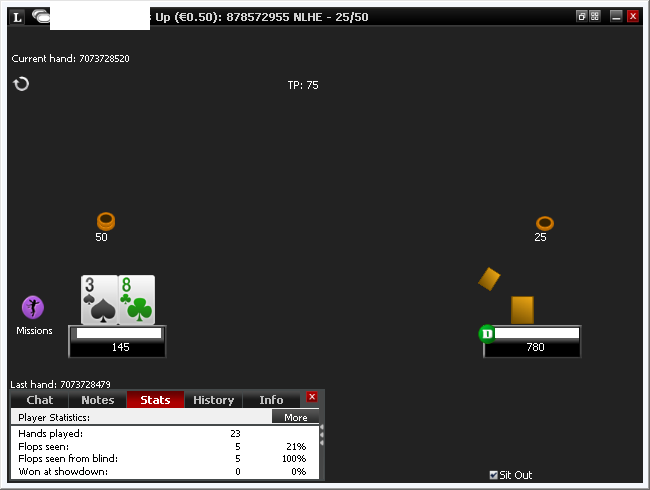 L s Up (€0.50): 878572955 NLHE - 25/50
Current hand: 7073728520
TP: 75
50
25
3 8
Missions
145
D
780
Last hand: 7073728479
Chat Notes Stats History Info
Player Statistics: More
Hands played: 23
Flops seen: 5 21%
Flops seen from blind: 5 100%
Won at showdown: 0 0%
Sit Out